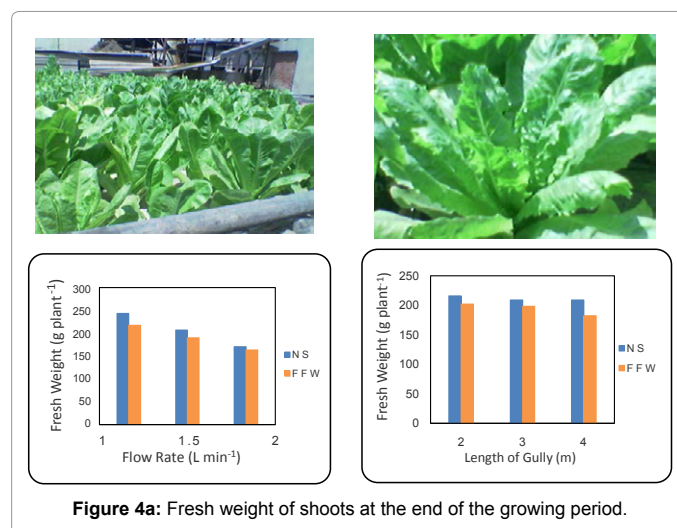 300
250
200
150
100
50
0
Fresh Weight (g plant⁻¹)
1 1.5 2
Flow Rate (L min⁻¹)
N S
F F W
250
200
150
100
50
0
Fresh Weight (g plant⁻¹)
2 3 4
Length of Gully (m)
N S
F F W
Figure 4a: Fresh weight of shoots at the end of the growing period.